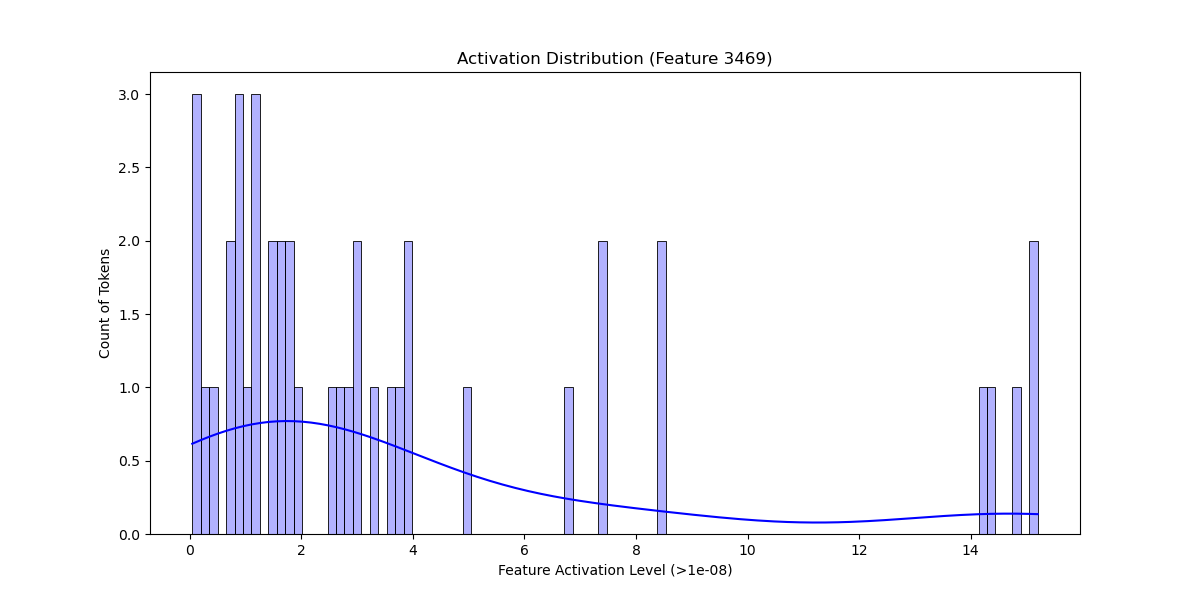 Activation Distribution (Feature 3469)
3.0
2.5
2.0
1.5
1.0
0.5
0.0
Count of Tokens
0 2 4 6 8 10 12 14
Feature Activation Level (>1e-08)